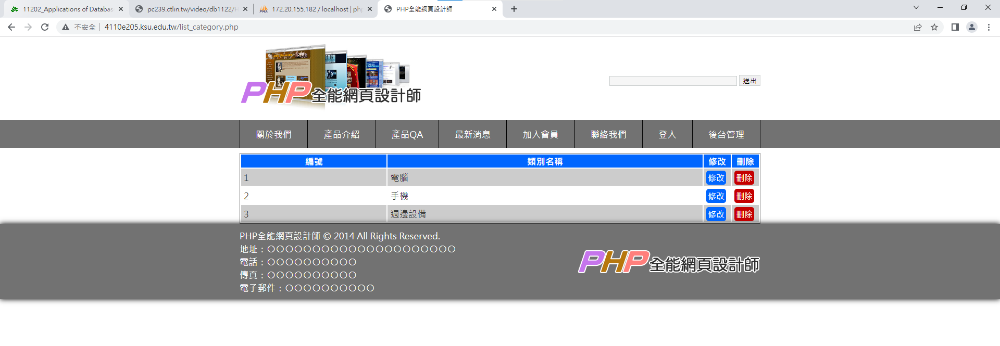 11202_Applications of Databas
pc239.ctlin.tw/video/db1122/H
172.20.155.182 / localhost | php
PHP全能網頁設計師
不安全 4110e205.ksu.edu.tw/list_category.php
PHP全能網頁設計師
送出
關於我們 產品介紹 產品QA 最新消息 加入會員 聯絡我們 登入 後台管理
編號 類別名稱 修改 刪除
1 電腦 修改 刪除
2 手機 修改 刪除
3 週邊設備 修改 刪除
PHP全能網頁設計師 © 2014 All Rights Reserved.
地址：○○○○○○○○○○○○○○○○○○○○○
電話：○○○○○○○○○○
傳真：○○○○○○○○○○
電子郵件：○○○○○○○○○○
PHP全能網頁設計師